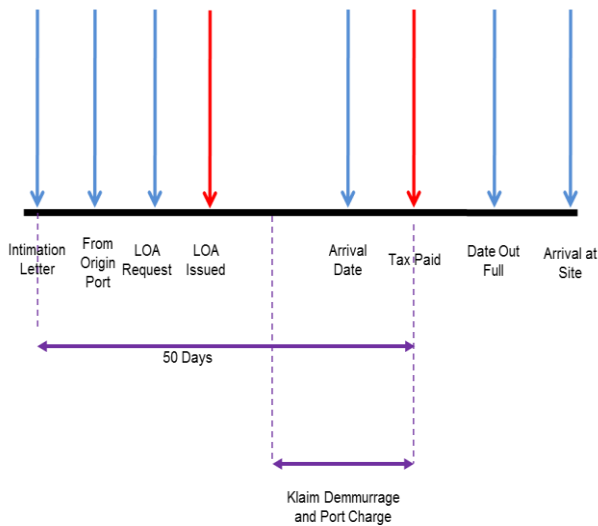 Intimation
Letter
From
Origin
Port
LOA
Request
LOA
Issued
Arrival
Date
Tax Paid
Date Out
Full
Arrival at
Site
50 Days
Klaim Demmurrage
and Port Charge